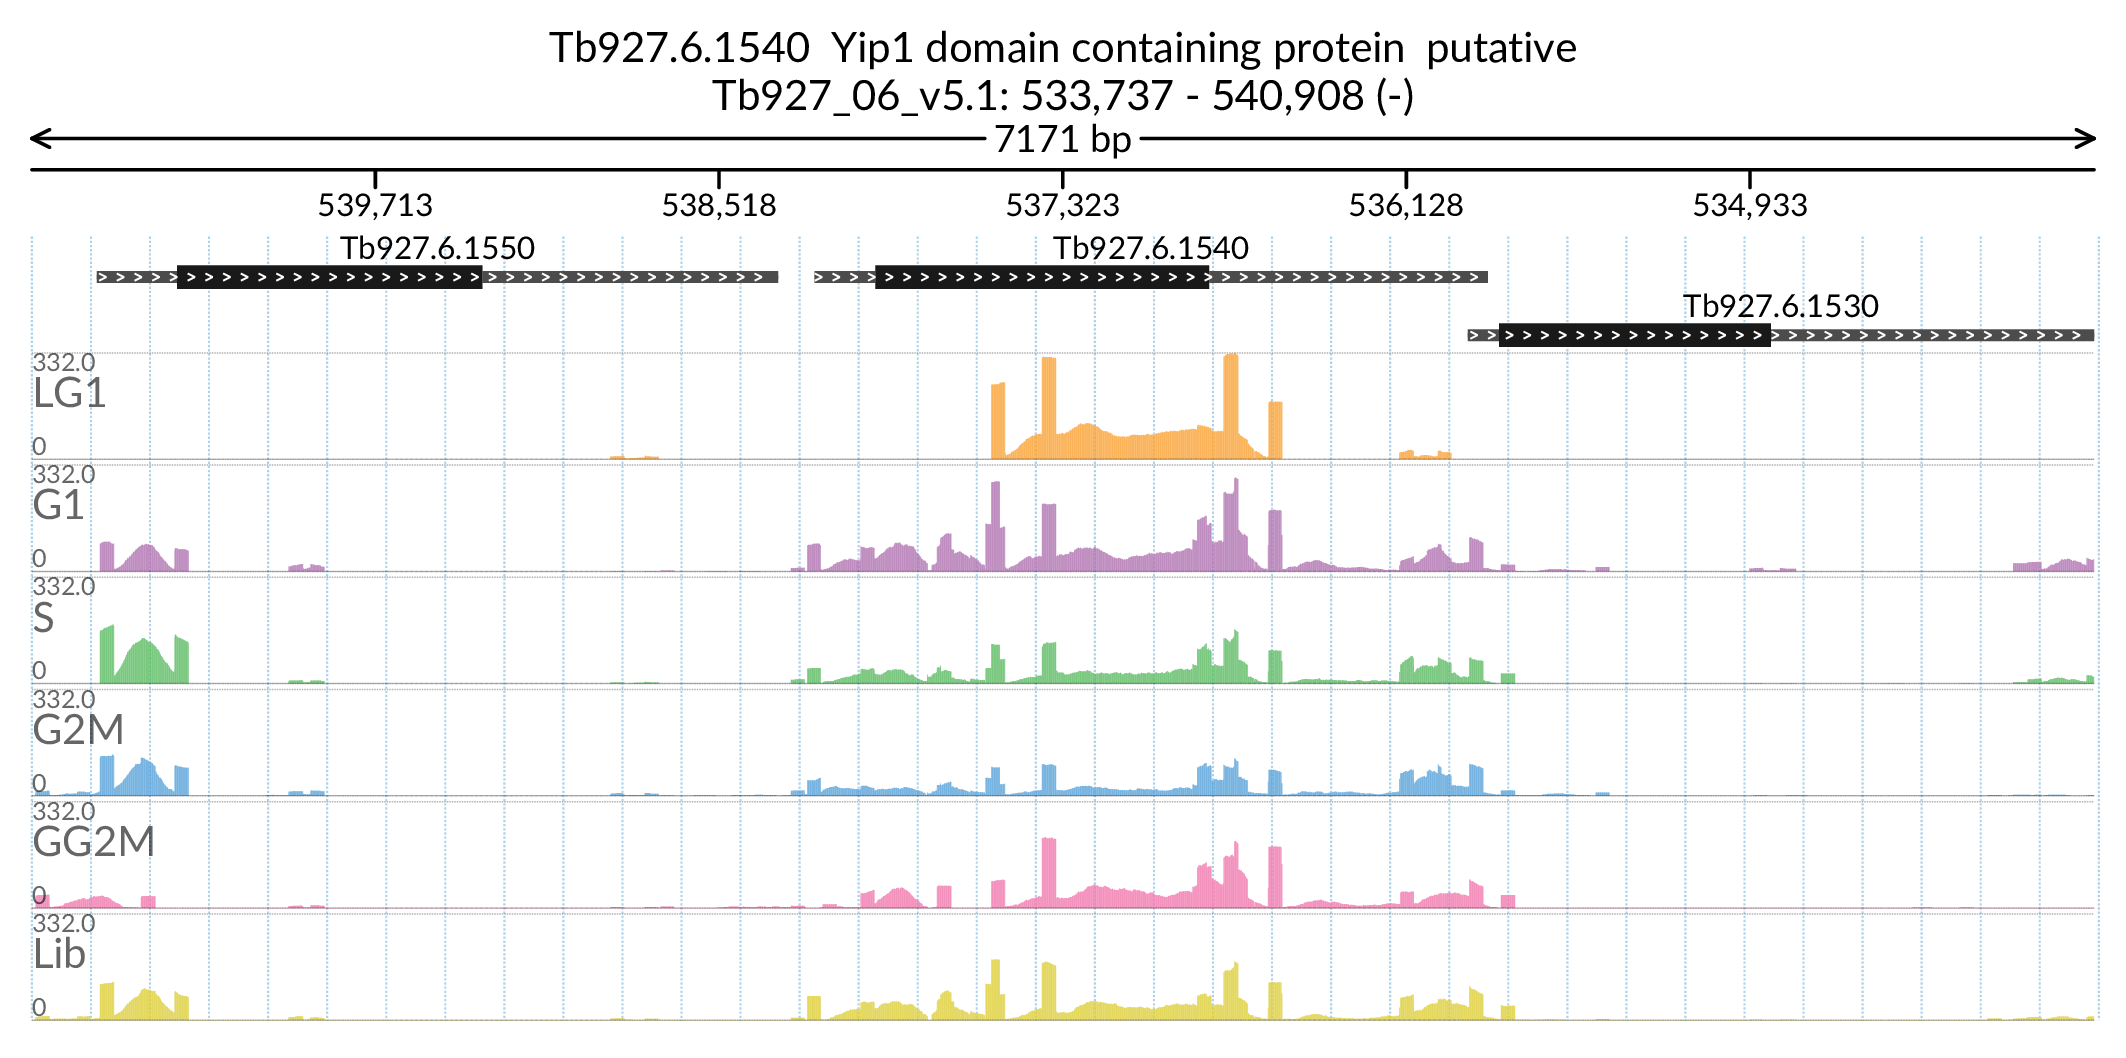 Tb927.6.1540  Yip1 domain containing protein  putative
Tb927_06_v5.1: 533,737 - 540,908 (-)
7171 bp
539,713 538,518 537,323 536,128 534,933
Tb927.6.1550 Tb927.6.1540
Tb927.6.1530
332.0
LG1
0
332.0
G1
0
332.0
S
0
332.0
G2M
0
332.0
GG2M
0
332.0
Lib
0